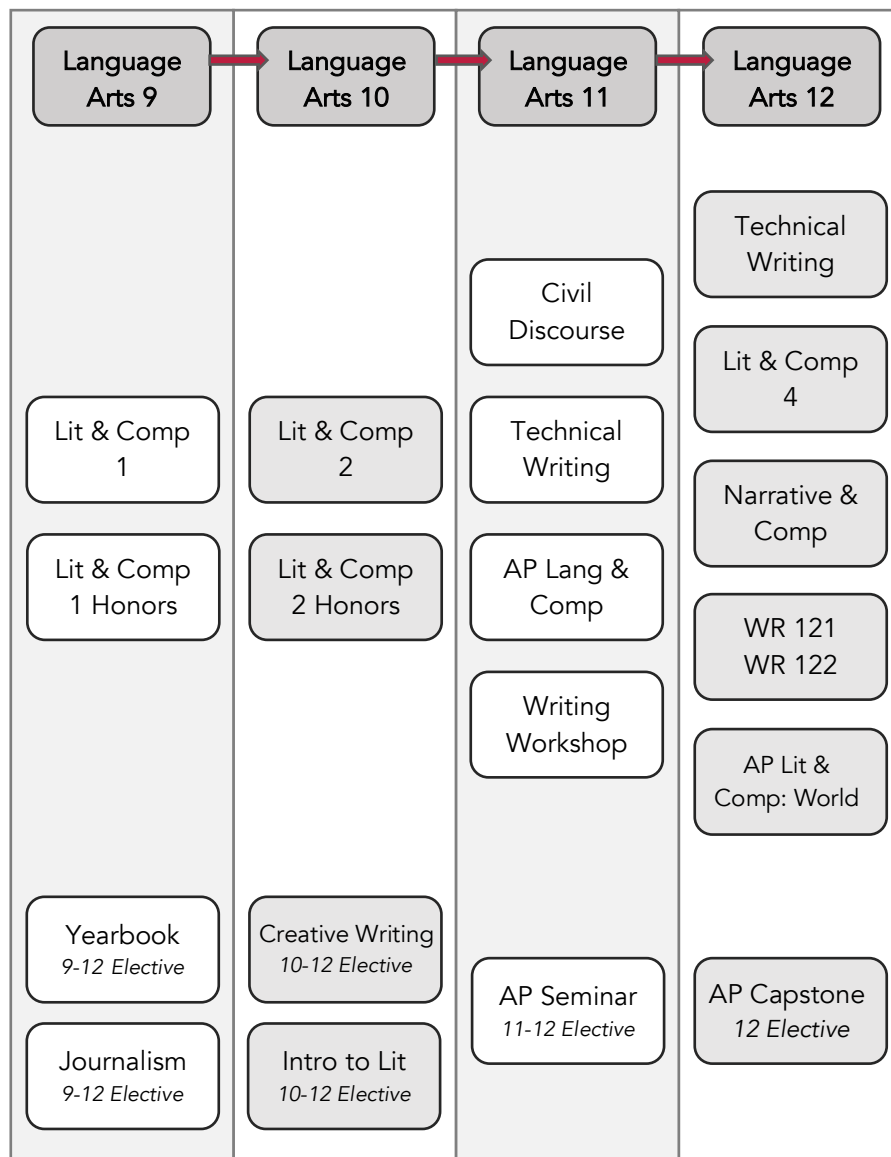 Language
Arts 9
Language
Arts 10
Language
Arts 11
Language
Arts 12
Lit & Comp
1
Lit & Comp
1 Honors
Yearbook
9-12 Elective
Journalism
9-12 Elective
Lit & Comp
2
Lit & Comp
2 Honors
Creative Writing
10-12 Elective
Intro to Lit
10-12 Elective
Civil
Discourse
Technical
Writing
AP Lang &
Comp
Writing
Workshop
AP Seminar
11-12 Elective
Technical
Writing
Lit & Comp
4
Narrative &
Comp
WR 121
WR 122
AP Lit &
Comp: World
AP Capstone
12 Elective